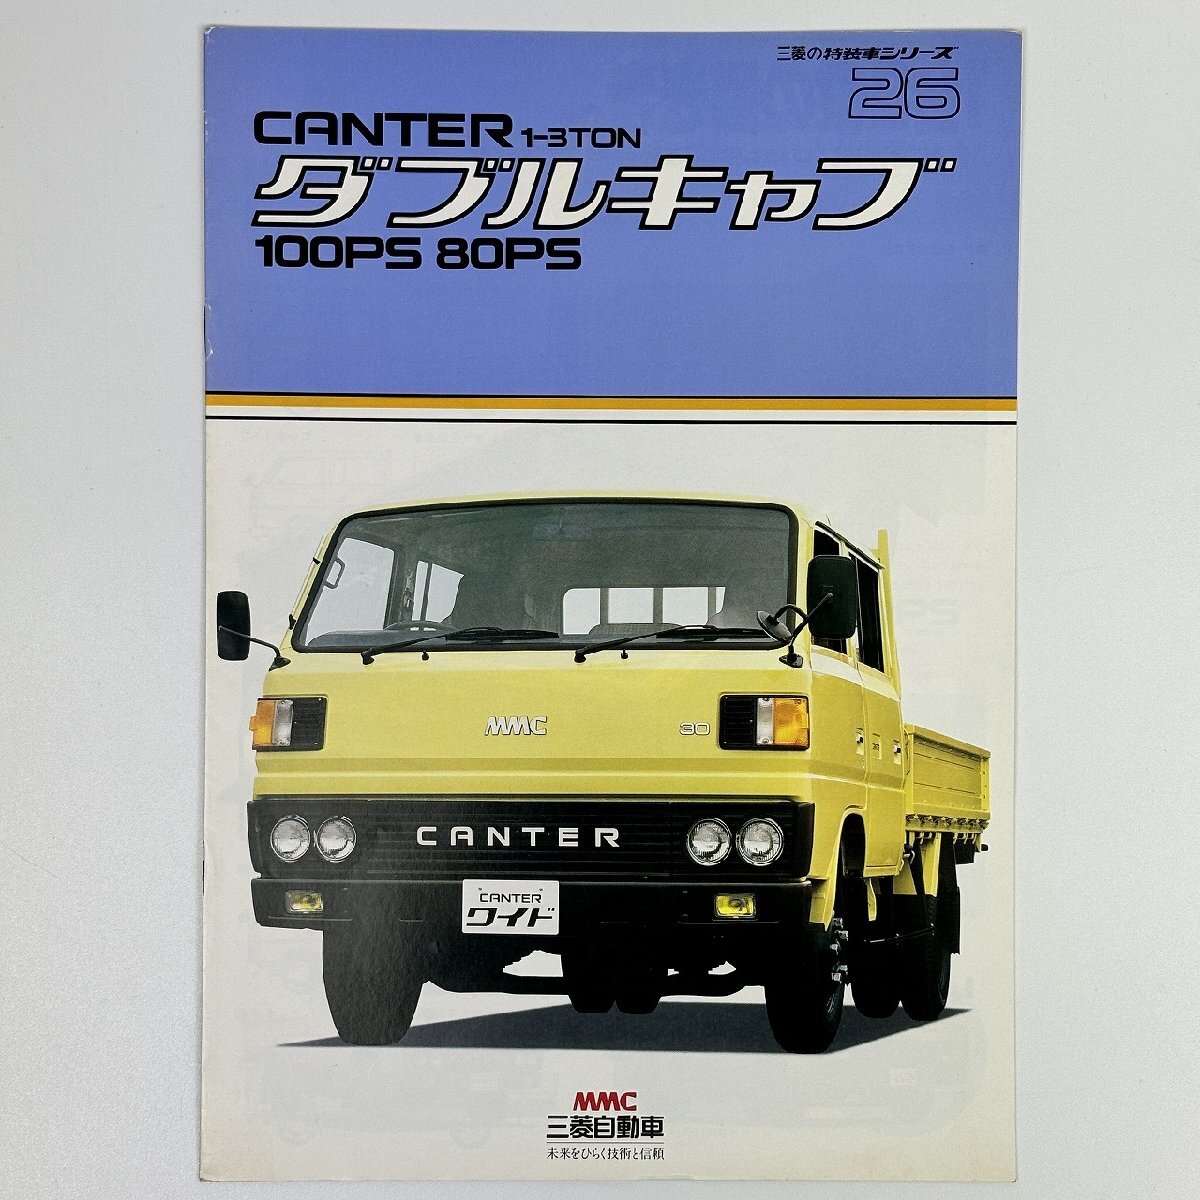 三菱の特装車シリーズ
26
CANTER 1-3TON
ダブルキャブ
100PS 80PS
MMC
30
CANTER
CANTER
ワイド
MMC
三菱自動車
未来をひらく技術と信頼